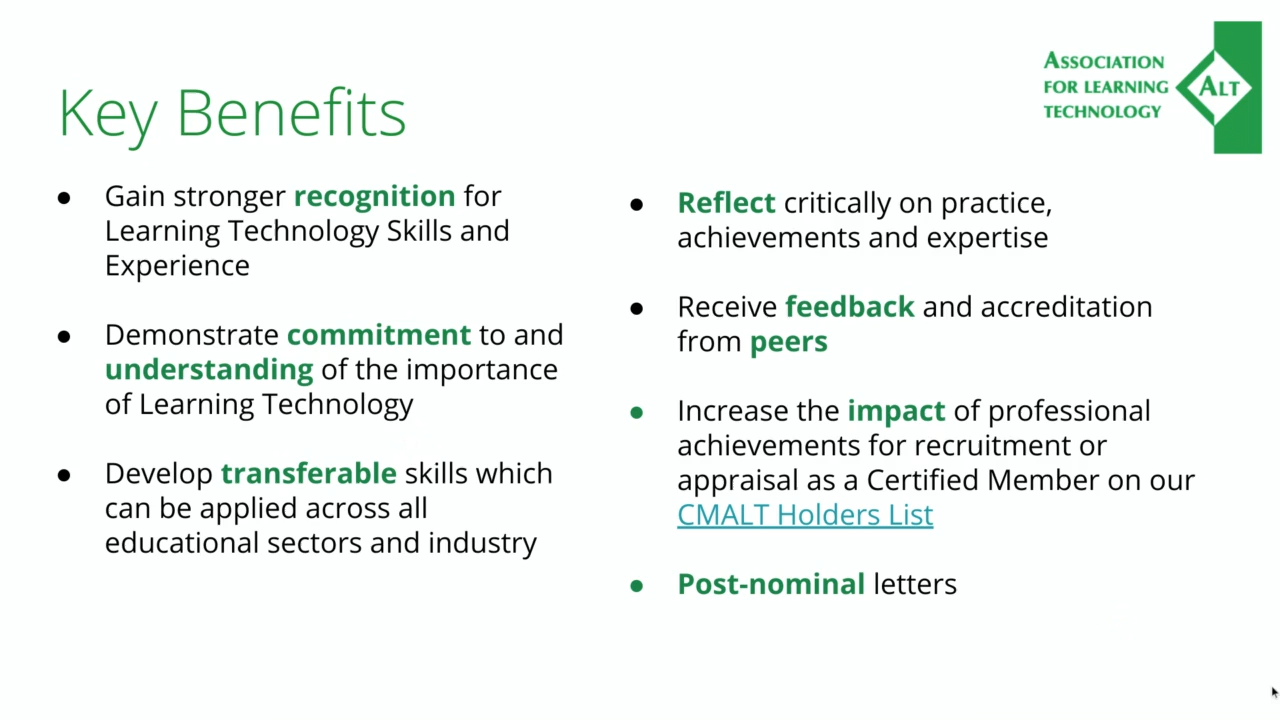 ASSOCIATION
FOR LEARNING
TECHNOLOGY
ALT
Key Benefits
● Gain stronger recognition for
Learning Technology Skills and
Experience
● Demonstrate commitment to and
understanding of the importance
of Learning Technology
● Develop transferable skills which
can be applied across all
educational sectors and industry
● Reflect critically on practice,
achievements and expertise
● Receive feedback and accreditation
from peers
● Increase the impact of professional
achievements for recruitment or
appraisal as a Certified Member on our
CMALT Holders List
● Post-nominal letters